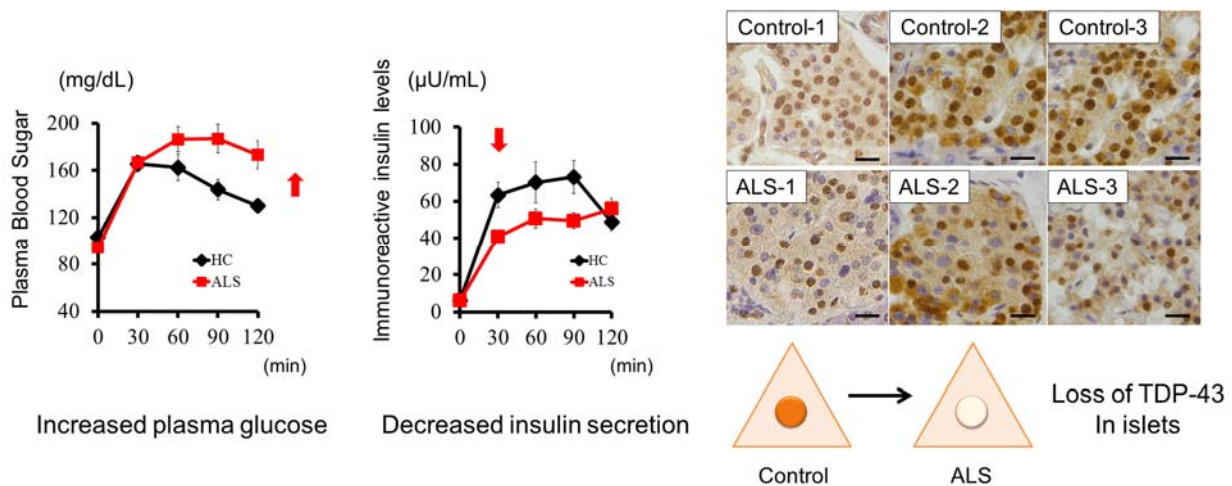 (mg/dL)
Plasma Blood Sugar
200
160
120
80
40
0 30 60 90 120
(min)
HC
ALS
Increased plasma glucose
(μU/mL)
Immunoreactive insulin levels
100
80
60
40
20
0
0 30 60 90 120
(min)
HC
ALS
Decreased insulin secretion
Control-1
Control-2
Control-3
ALS-1
ALS-2
ALS-3
Control
ALS
Loss of TDP-43
In islets